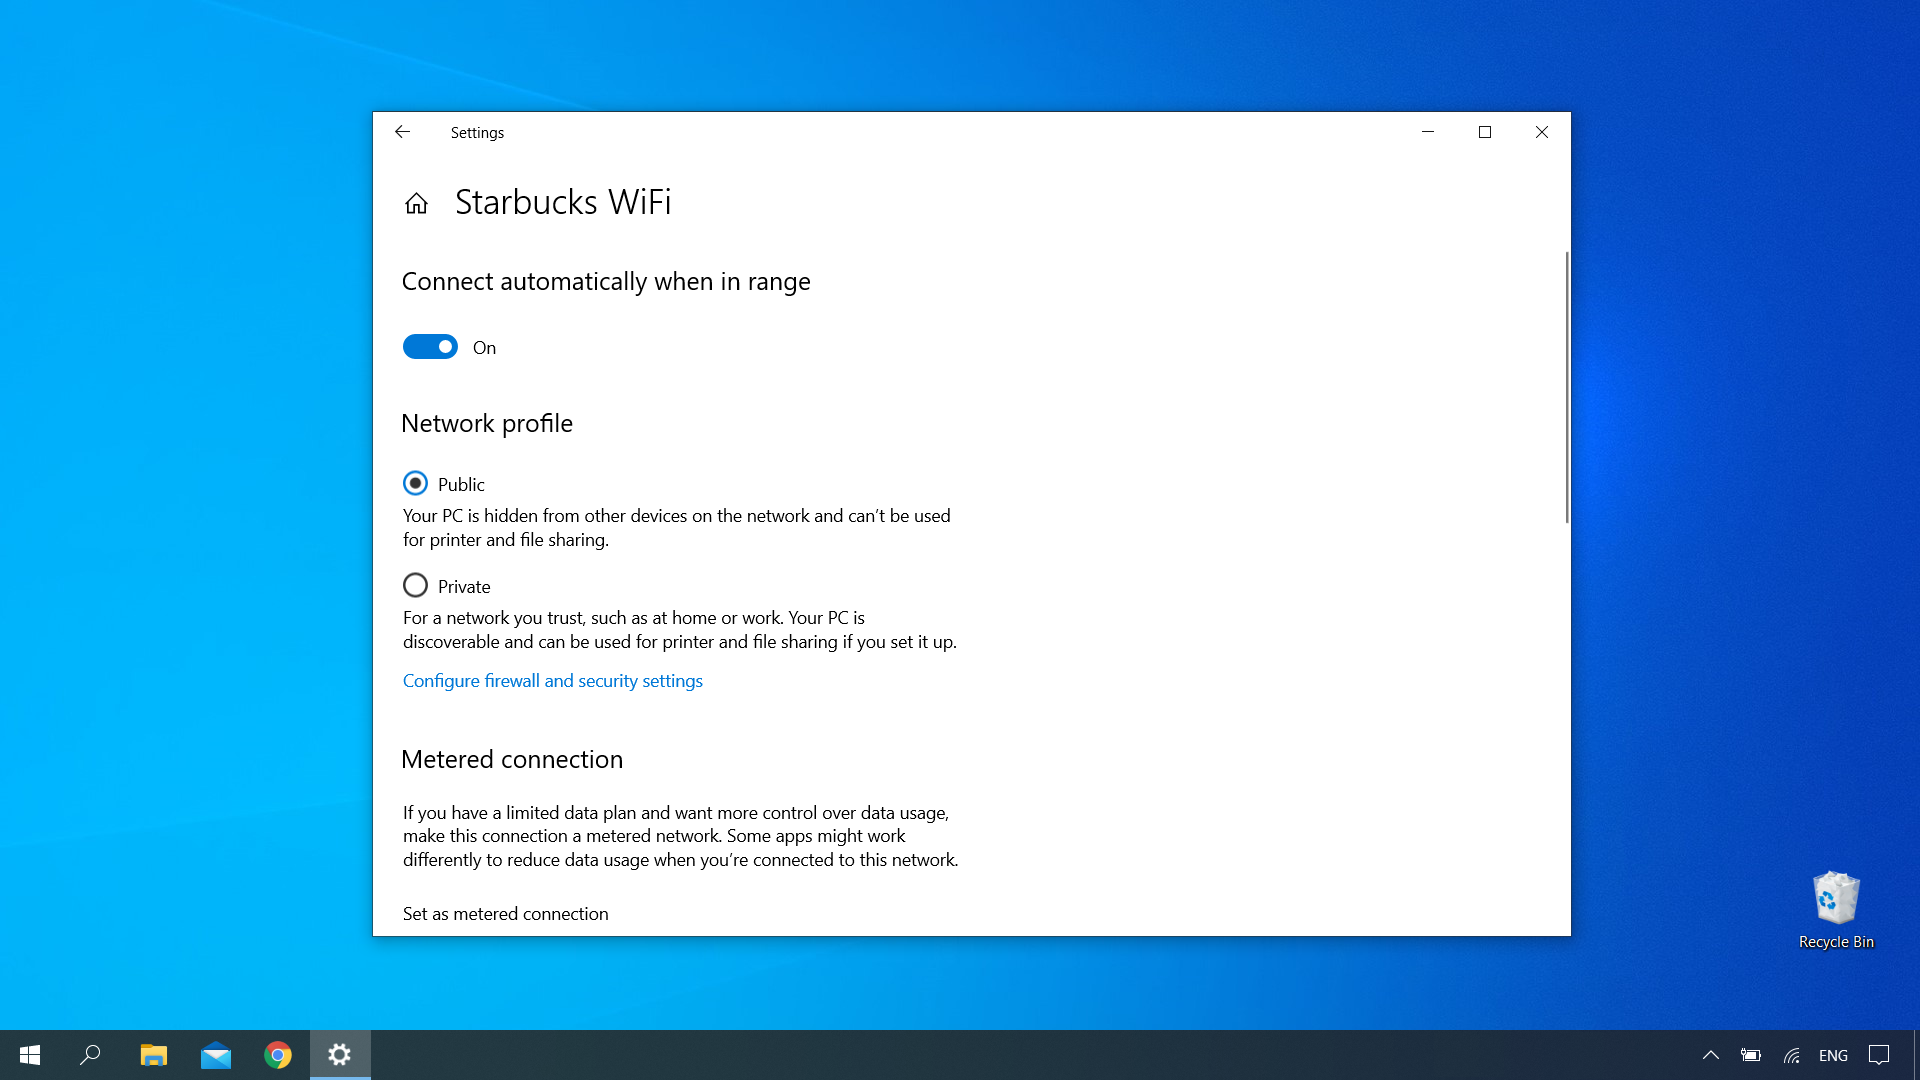 Settings
Starbucks WiFi
Connect automatically when in range
On
Network profile
Public
Your PC is hidden from other devices on the network and can't be used
for printer and file sharing.
Private
For a network you trust, such as at home or work. Your PC is
discoverable and can be used for printer and file sharing if you set it up.
Configure firewall and security settings
Metered connection
If you have a limited data plan and want more control over data usage,
make this connection a metered network. Some apps might work
differently to reduce data usage when you're connected to this network.
Set as metered connection
Recycle Bin
ENG